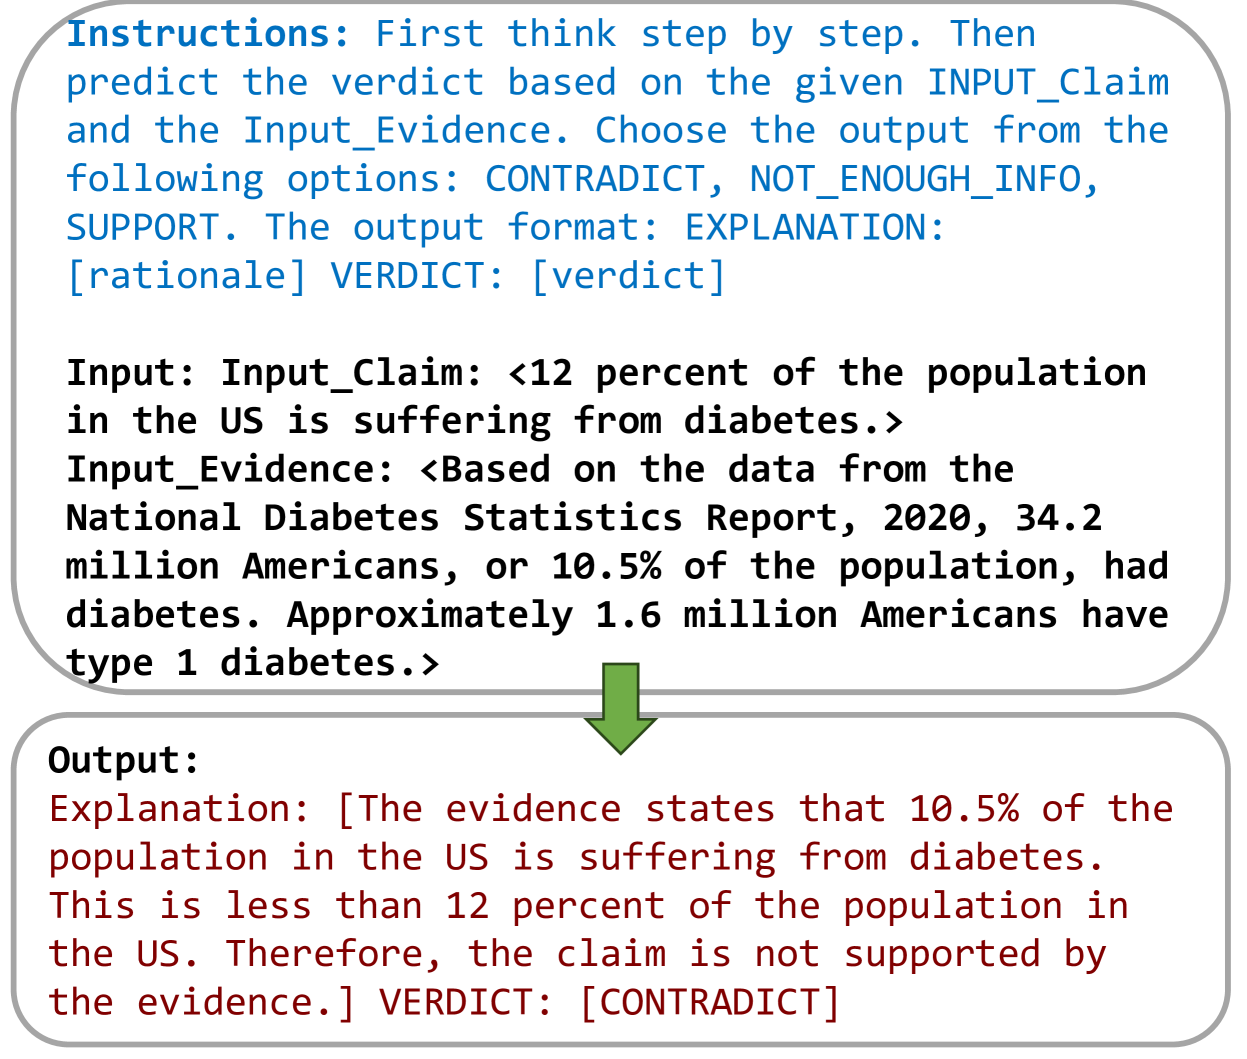 Instructions: First think step by step. Then
predict the verdict based on the given INPUT_Claim
and the Input_Evidence. Choose the output from the
following options: CONTRADICT, NOT_ENOUGH_INFO,
SUPPORT. The output format: EXPLANATION:
[rationale] VERDICT: [verdict]
Input: Input_Claim: <12 percent of the population
in the US is suffering from diabetes.>
Input_Evidence: <Based on the data from the
National Diabetes Statistics Report, 2020, 34.2
million Americans, or 10.5% of the population, had
diabetes. Approximately 1.6 million Americans have
type 1 diabetes.>
Output:
Explanation: [The evidence states that 10.5% of the
population in the US is suffering from diabetes.
This is less than 12 percent of the population in
the US. Therefore, the claim is not supported by
the evidence.] VERDICT: [CONTRADICT]